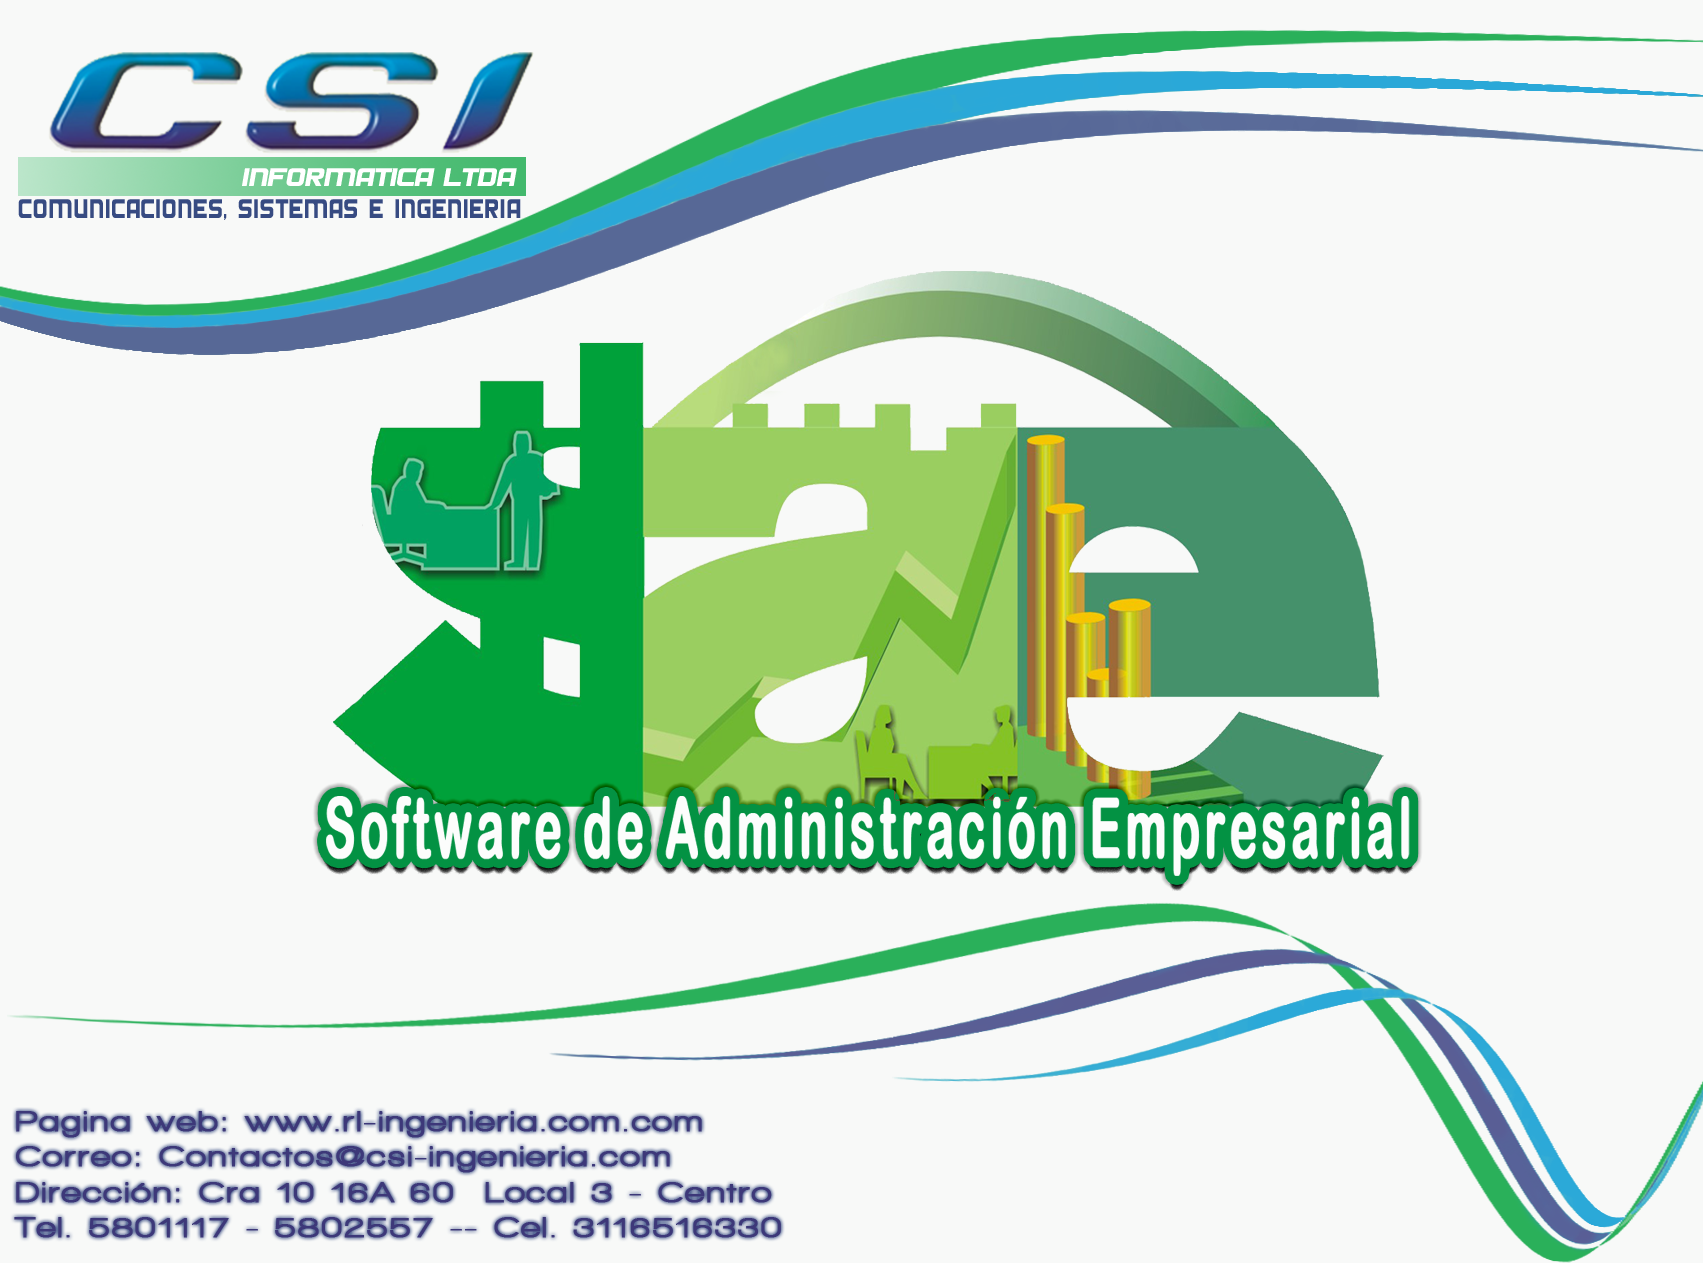 CSI
INFORMATICA LTDA
COMUNICACIONES, SISTEMAS E INGENIERIA
sae
Software de Administración Empresarial
Pagina web: www.rl-ingenieria.com.com
Correo: Contactos@csi-ingenieria.com
Dirección: Cra 10 16A 60 Local 3 - Centro
Tel. 5801117 - 5802557 -- Cel. 3116516330